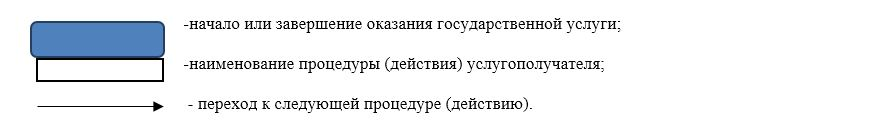 -начало или завершение оказания государственной услуги;
-наименование процедуры (действия) услугополучателя;
- переход к следующей процедуре (действию).